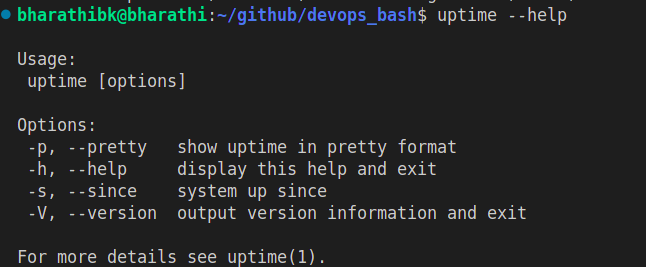 bharathibk@bharathi:~/github/devops_bash$ uptime --help
Usage:
 uptime [options]
Options:
 -p, --pretty   show uptime in pretty format
 -h, --help     display this help and exit
 -s, --since    system up since
 -V, --version  output version information and exit
For more details see uptime(1).